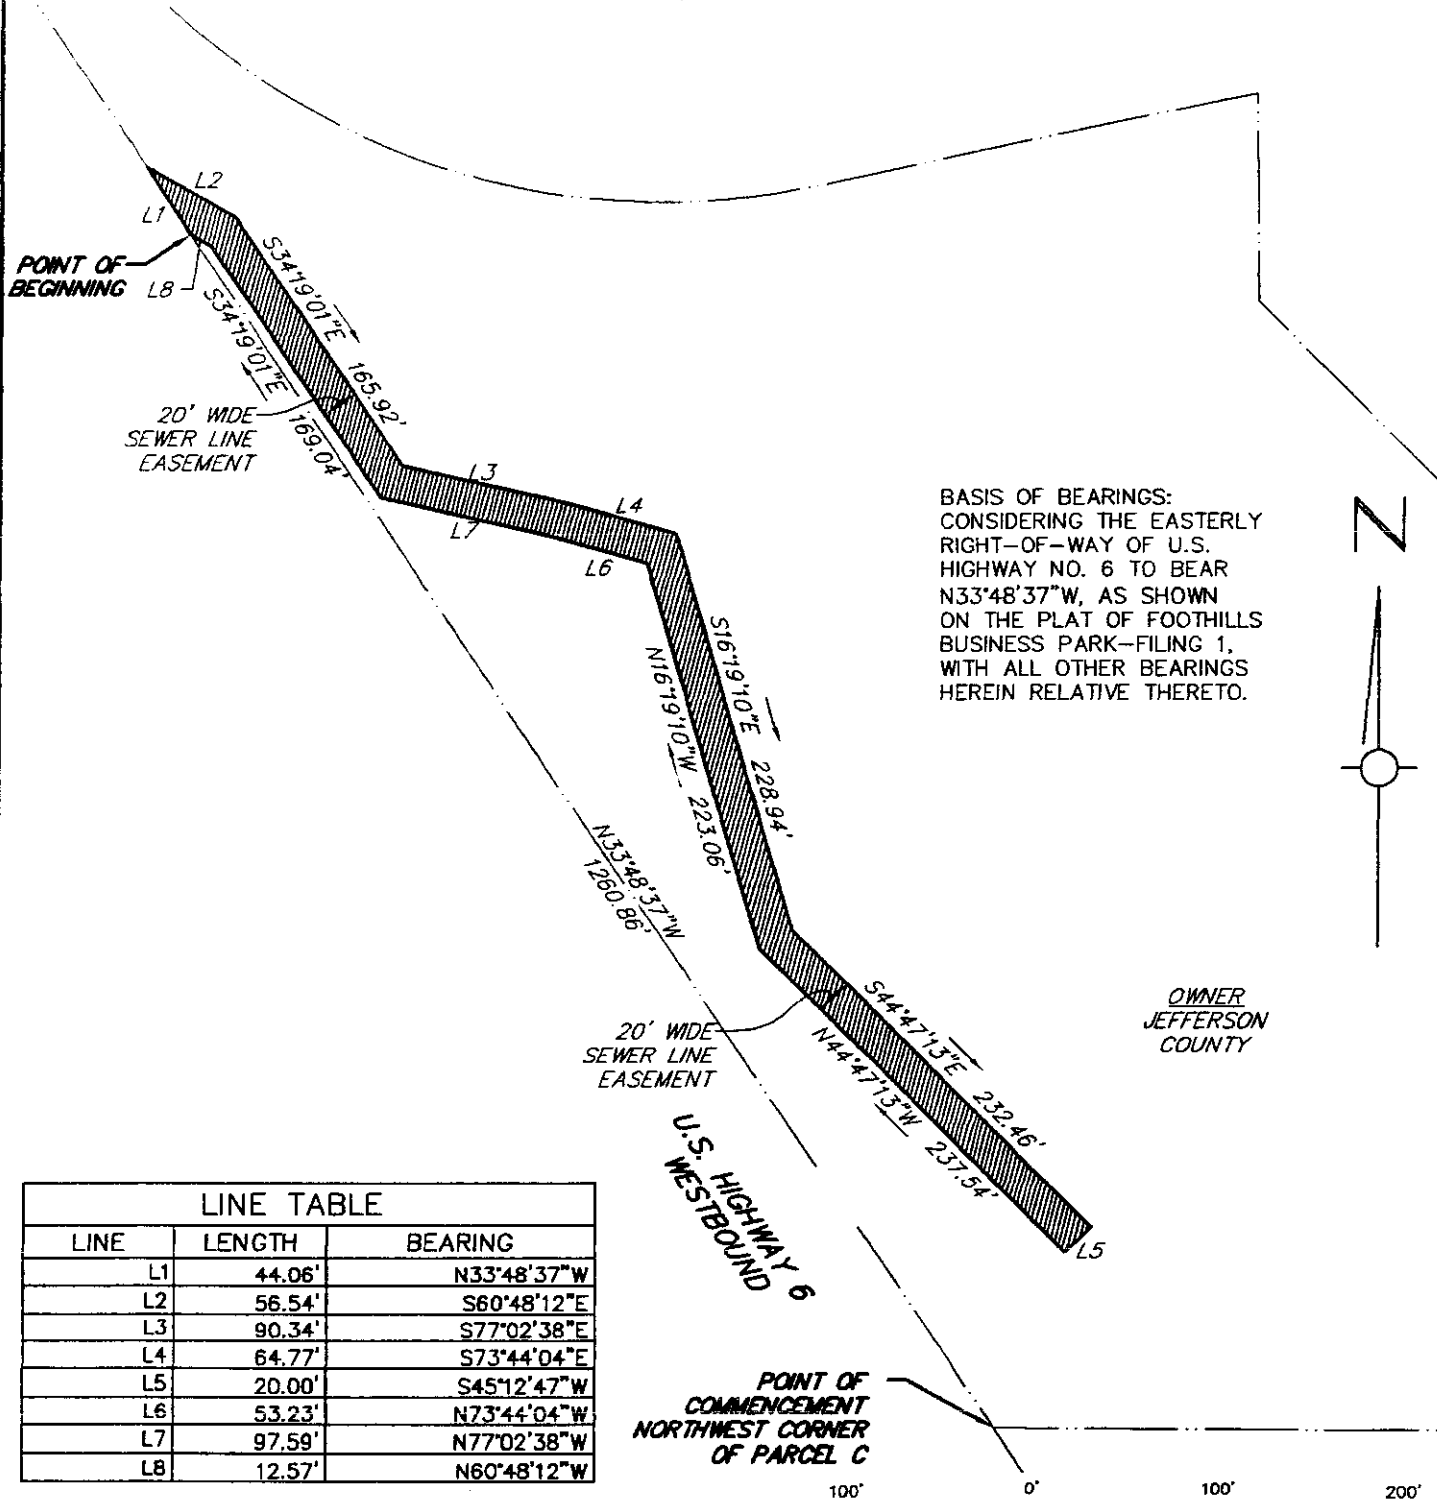 L2
L1
POINT OF
BEGINNING
L8
S34°19'01"E 165.92'
S34°19'01"E 169.04'
20' WIDE
SEWER LINE
EASEMENT
L3
L4
L7
L6
BASIS OF BEARINGS:
CONSIDERING THE EASTERLY
RIGHT-OF-WAY OF U.S.
HIGHWAY NO. 6 TO BEAR
N33°48'37"W, AS SHOWN
ON THE PLAT OF FOOTHILLS
BUSINESS PARK-FILING 1,
WITH ALL OTHER BEARINGS
HEREIN RELATIVE THERETO.
N
S16°19'10"E 228.94'
N16°19'10"W 223.06'
N33°48'37"W
1260.86'
OWNER
JEFFERSON
COUNTY
20' WIDE
SEWER LINE
EASEMENT
S44°47'13"E 232.46'
N44°47'13"W 237.54'
L5
U.S. HIGHWAY 6
WESTBOUND
LINE TABLE
LINE LENGTH BEARING
L1 44.06' N33°48'37"W
L2 56.54' S60°48'12"E
L3 90.34' S77°02'38"E
L4 64.77' S73°44'04"E
L5 20.00' S45°12'47"W
L6 53.23' N73°44'04"W
L7 97.59' N77°02'38"W
L8 12.57' N60°48'12"W
POINT OF
COMMENCEMENT
NORTHWEST CORNER
OF PARCEL C
100' 0' 100' 200'